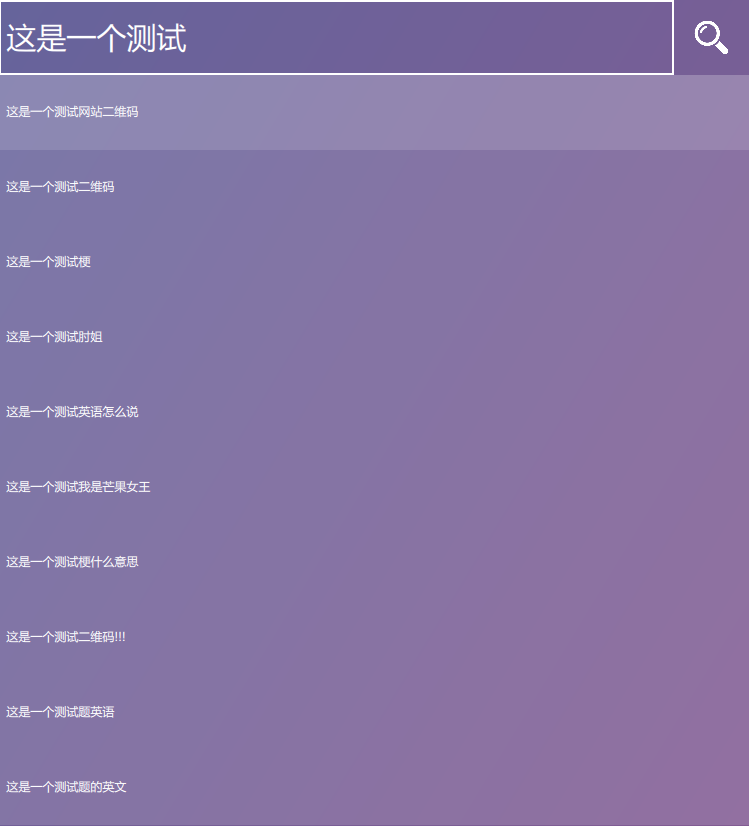 这是一个测试
这是一个测试网站二维码
这是一个测试二维码
这是一个测试梗
这是一个测试肘姐
这是一个测试英语怎么说
这是一个测试我是芒果女王
这是一个测试梗什么意思
这是一个测试二维码!!!
这是一个测试题英语
这是一个测试题的英文